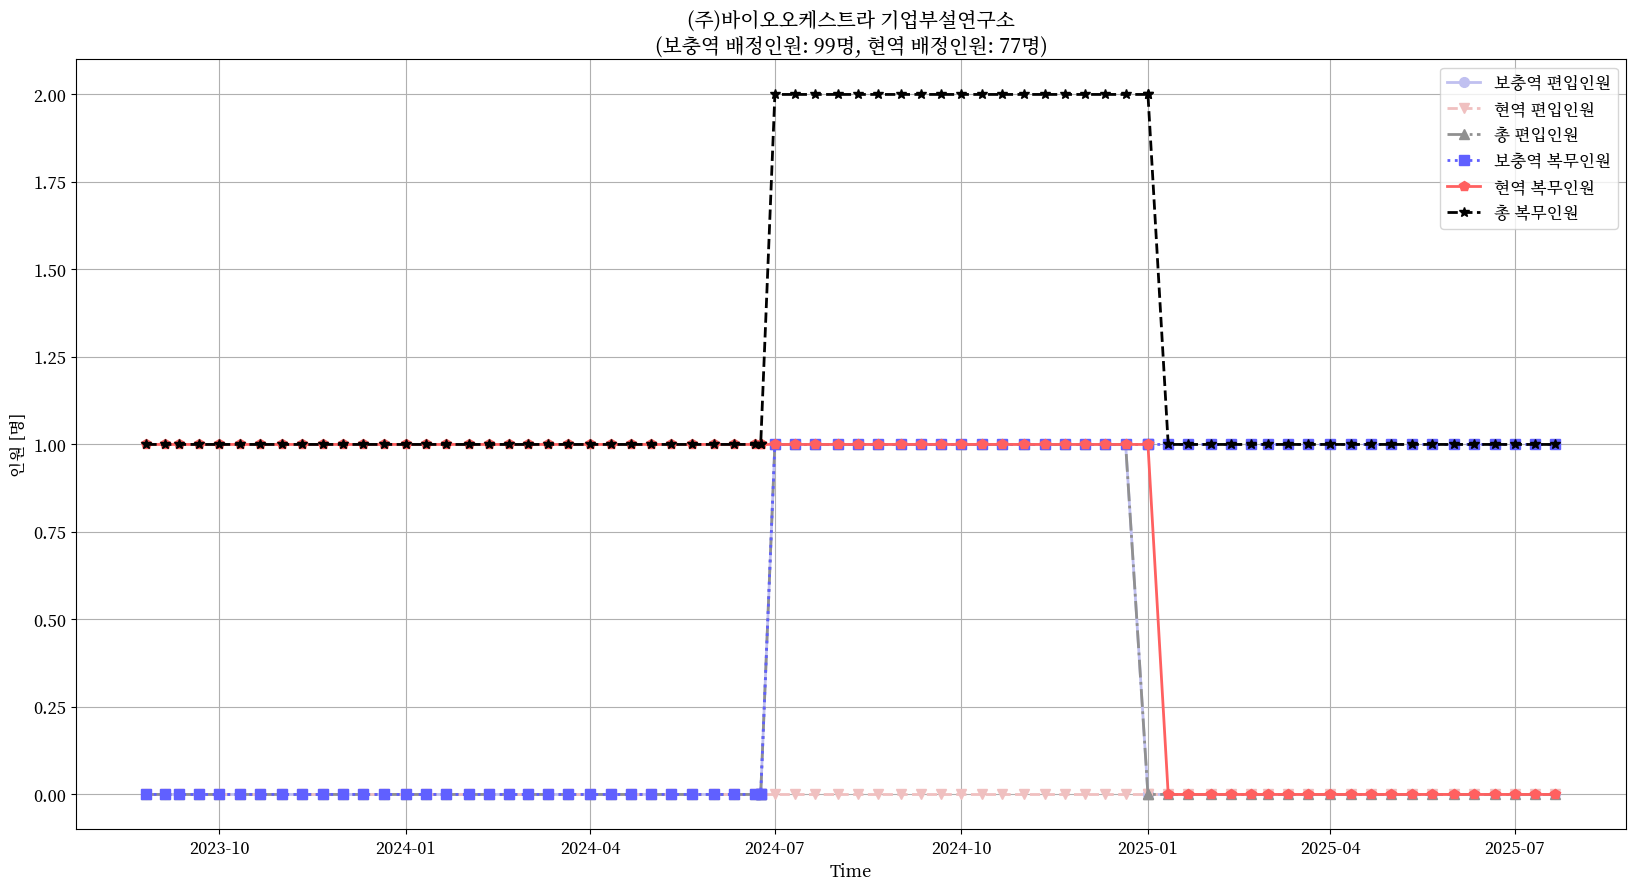 (주)바이오오케스트라 기업부설연구소
(보충역 배정인원: 99명, 현역 배정인원: 77명)
보충역 편입인원
현역 편입인원
총 편입인원
보충역 복무인원
현역 복무인원
총 복무인원
인원 [명]
2.00
1.75
1.50
1.25
1.00
0.75
0.50
0.25
0.00
2023-10
2024-01
2024-04
2024-07
2024-10
2025-01
2025-04
2025-07
Time